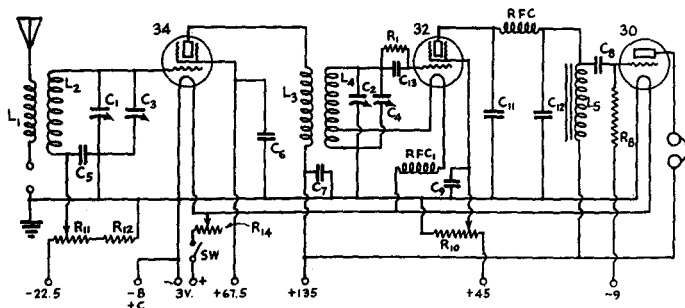 34 32 RFC 30
R1 C8
L1 L2 C1 C3 L3 L4 C2 C13 C4 C11 C12 L5
C5 C6 R8
C7 RFC1 C9
R11 R12 R14 R10
SW
-22.5 -B - 3V. + +67.5 +135 +45 -9
+C